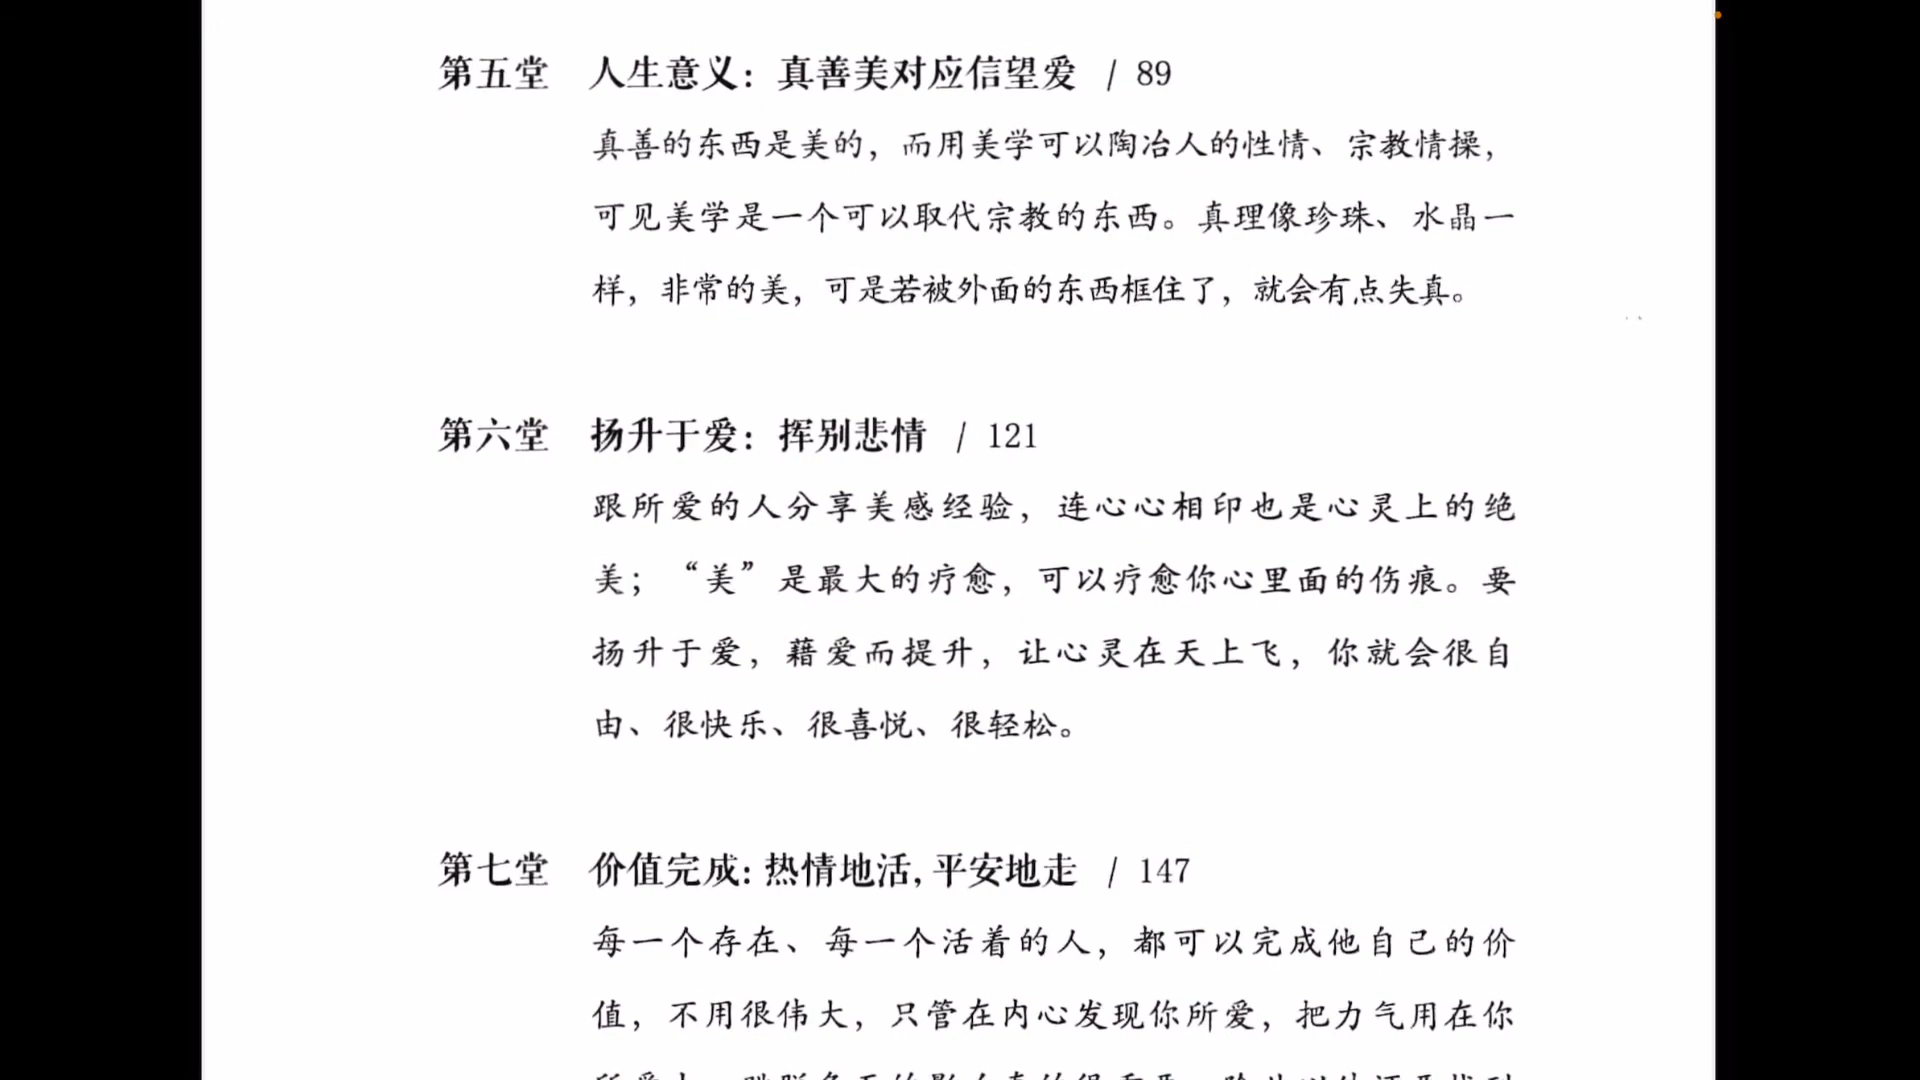 第五堂 人生意义：真善美对应信望爱 / 89
真善的东西是美的，而用美学可以陶冶人的性情、宗教情操，
可见美学是一个可以取代宗教的东西。真理像珍珠、水晶一
样，非常的美，可是若被外面的东西框住了，就会有点失真。
第六堂 扬升于爱：挥别悲情 / 121
跟所爱的人分享美感经验，连心心相印也是心灵上的绝
美；“美”是最大的疗愈，可以疗愈你心里面的伤痕。要
扬升于爱，藉爱而提升，让心灵在天上飞，你就会很自
由、很快乐、很喜悦、很轻松。
第七堂 价值完成：热情地活，平安地走 / 147
每一个存在、每一个活着的人，都可以完成他自己的价
值，不用很伟大，只管在内心发现你所爱，把力气用在你